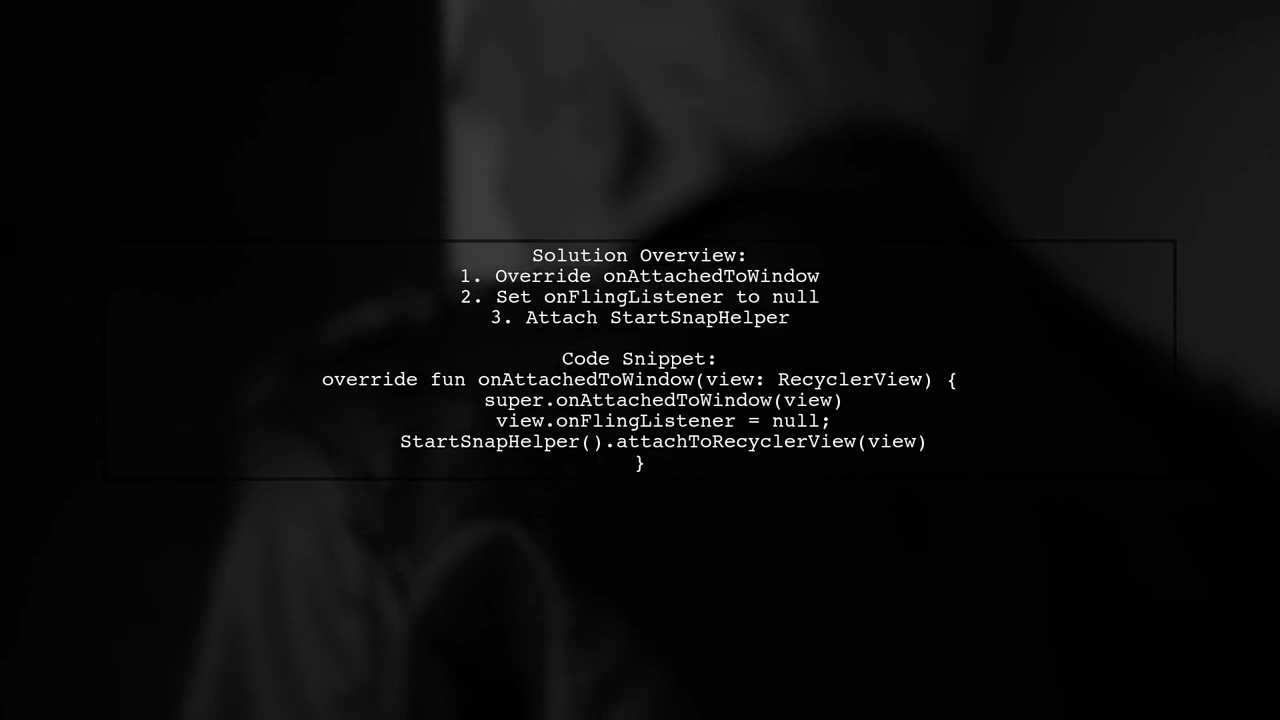 Solution Overview:
1. Override onAttachedToWindow
2. Set onFlingListener to null
3. Attach StartSnapHelper
Code Snippet:
override fun onAttachedToWindow(view: RecyclerView) {
super.onAttachedToWindow(view)
view.onFlingListener = null;
StartSnapHelper().attachToRecyclerView(view)
}